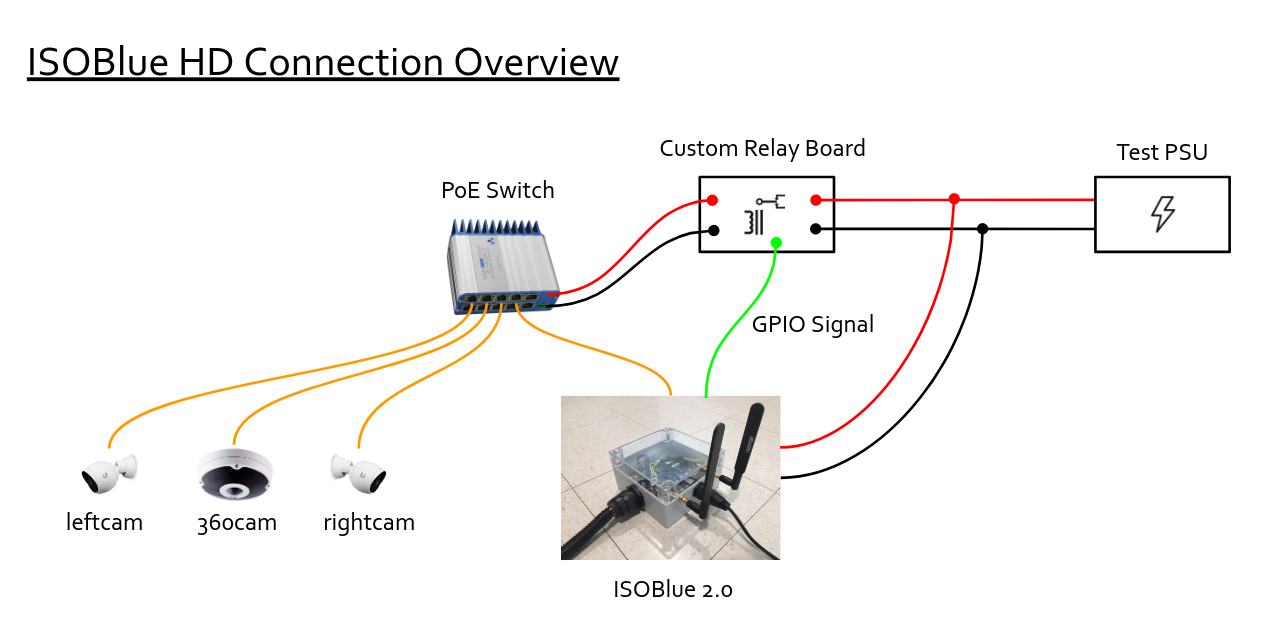 ISOBlue HD Connection Overview
Custom Relay Board
Test PSU
PoE Switch
GPIO Signal
leftcam
360cam
rightcam
ISOBlue 2.0